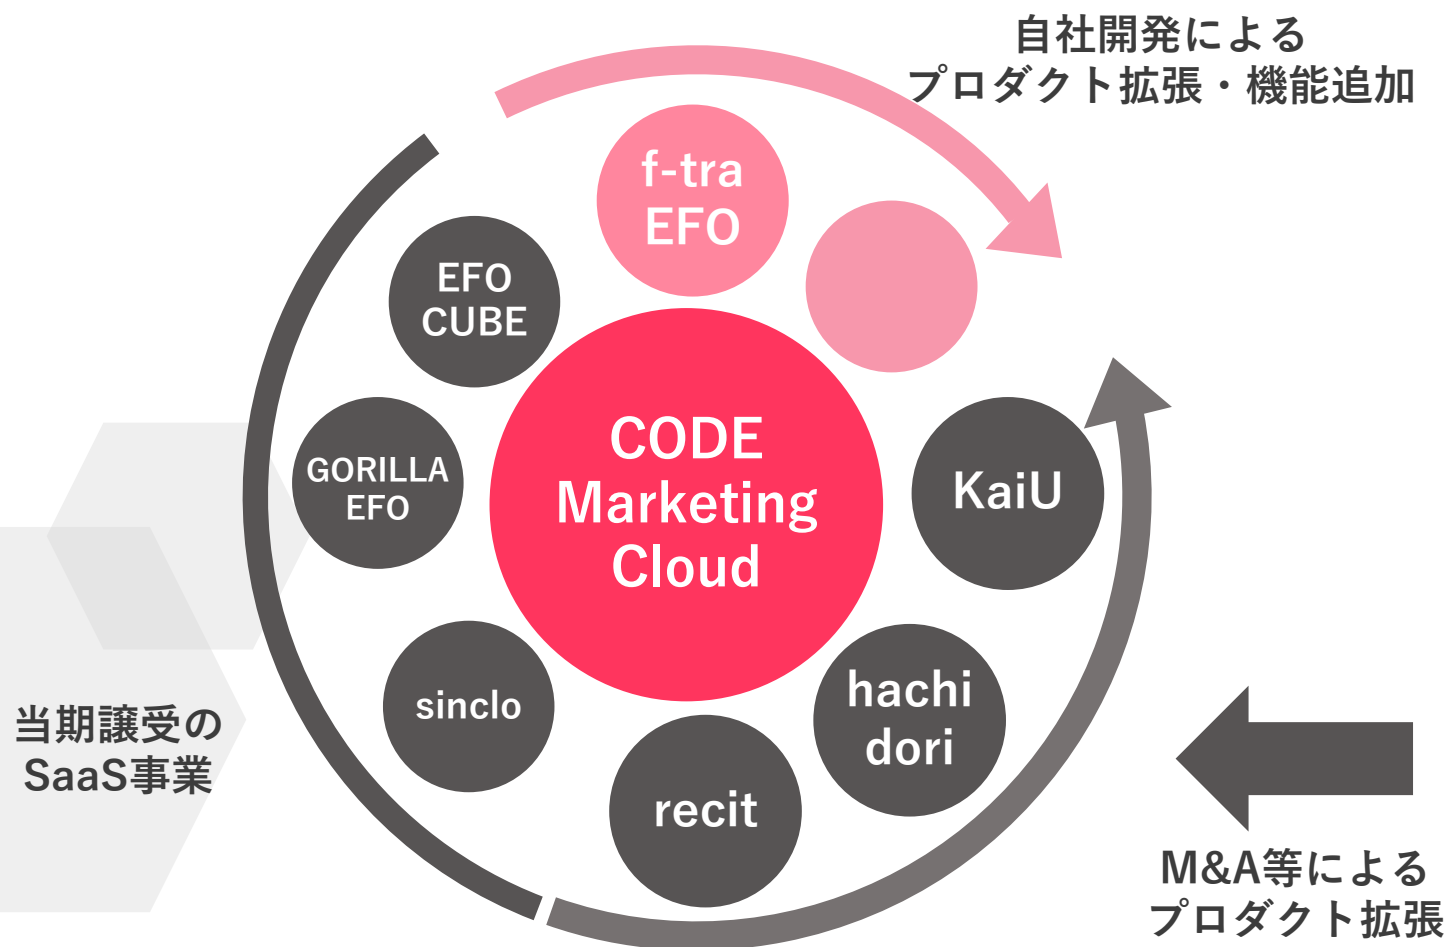 自社開発による
プロダクト拡張・機能追加
f-tra
EFO
EFO
CUBE
GORILLA
EFO
CODE
Marketing
Cloud
KaiU
sinclo
hachi
dori
recit
当期譲受の
SaaS事業
M&A等による
プロダクト拡張